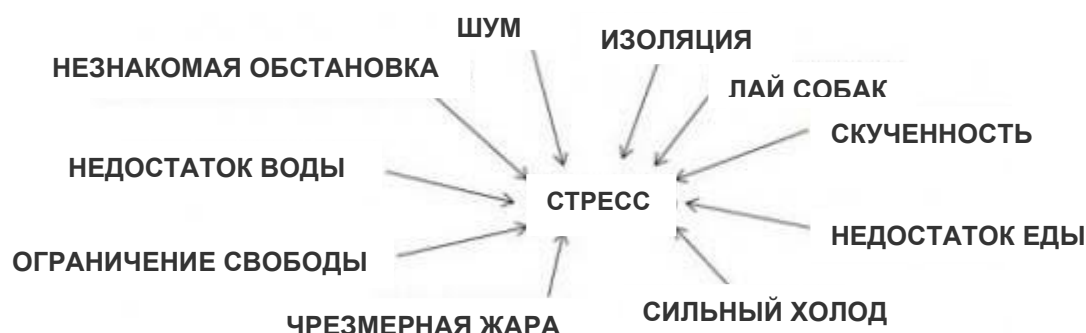 ШУМ
ИЗОЛЯЦИЯ
НЕЗНАКОМАЯ ОБСТАНОВКА
ЛАЙ СОБАК
СКУЧЕННОСТЬ
НЕДОСТАТОК ВОДЫ
СТРЕСС
НЕДОСТАТОК ЕДЫ
ОГРАНИЧЕНИЕ СВОБОДЫ
СИЛЬНЫЙ ХОЛОД
ЧРЕЗМЕРНАЯ ЖАРА